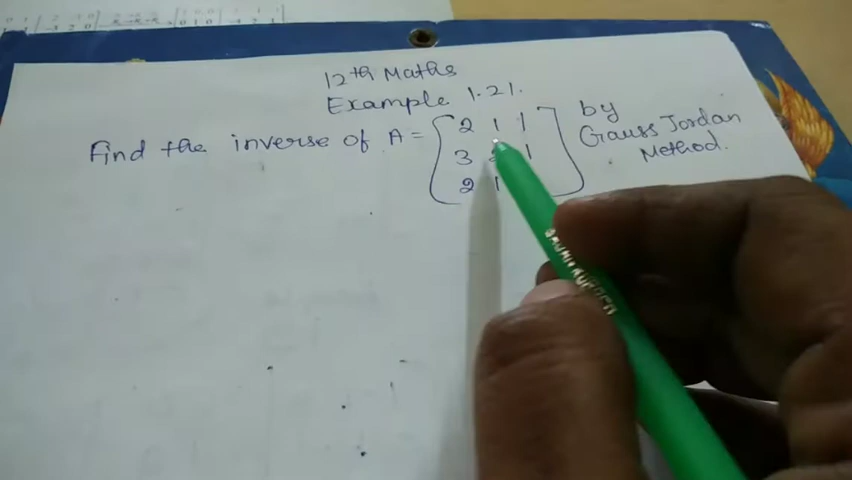 12th Maths
Example 1.21.
Find the inverse of A = [2 1 1 by Gauss Jordan Method.
3 1
2 1